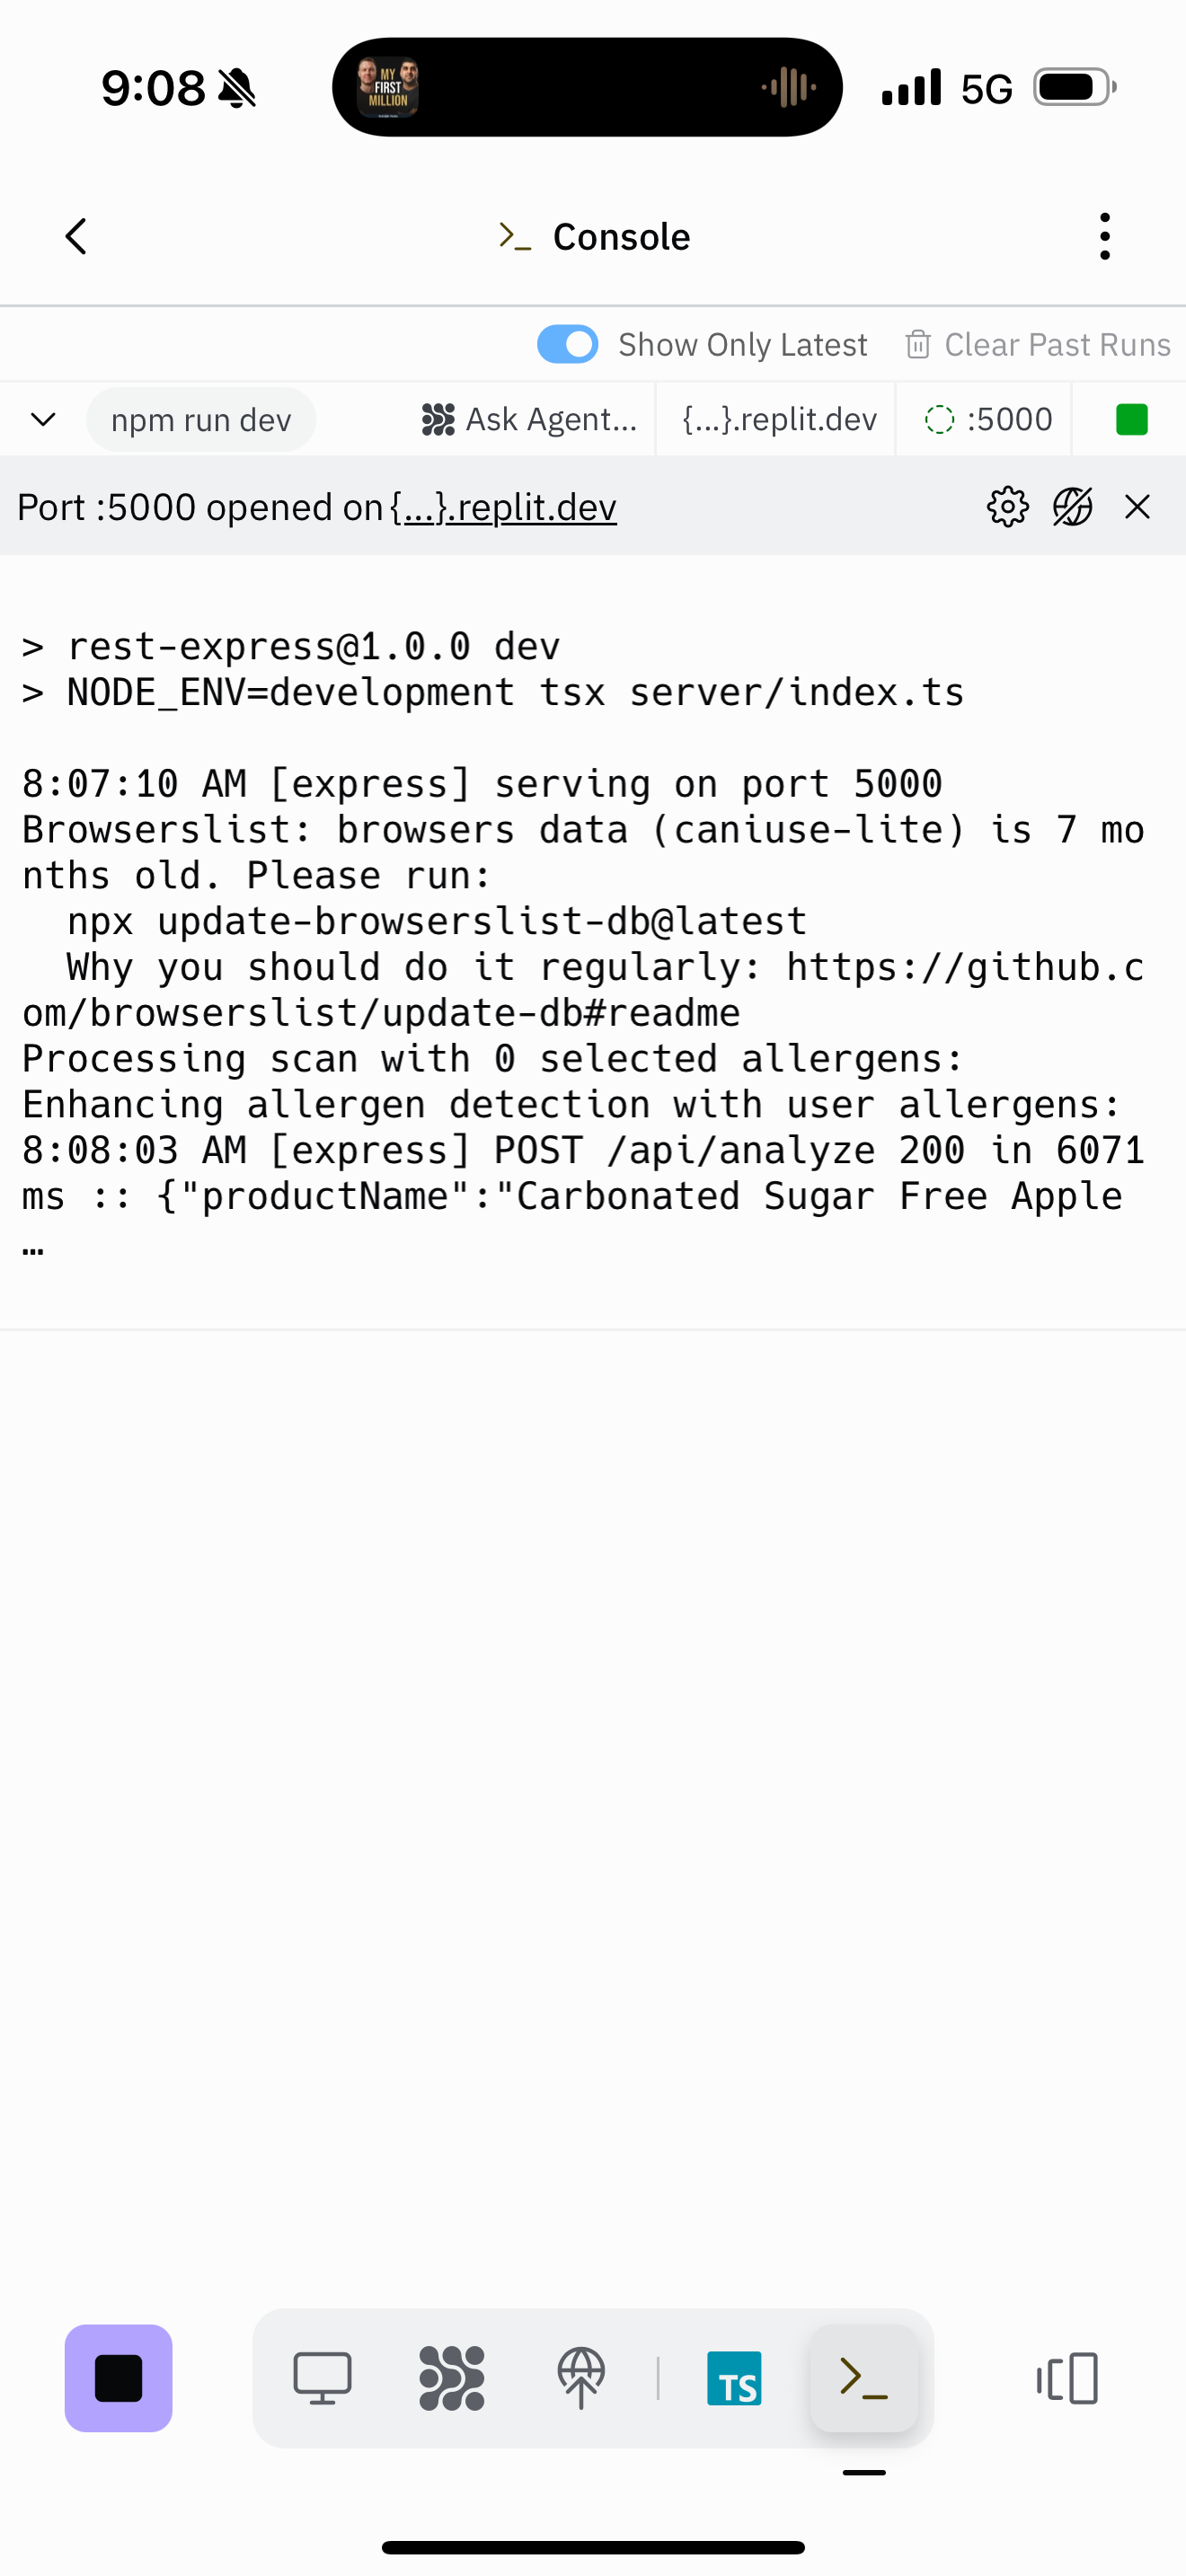 9:08
MY
FIRST
MILLION
5G
>_ Console
Show Only Latest
Clear Past Runs
npm run dev
Ask Agent...
{...}.replit.dev
:5000
Port :5000 opened on {...}.replit.dev
> rest-express@1.0.0 dev
> NODE_ENV=development tsx server/index.ts
8:07:10 AM [express] serving on port 5000
Browserslist: browsers data (caniuse-lite) is 7 mo
nths old. Please run:
npx update-browserslist-db@latest
Why you should do it regularly: https://github.c
om/browserslist/update-db#readme
Processing scan with 0 selected allergens:
Enhancing allergen detection with user allergens:
8:08:03 AM [express] POST /api/analyze 200 in 6071
ms :: {"productName":"Carbonated Sugar Free Apple
…
TS